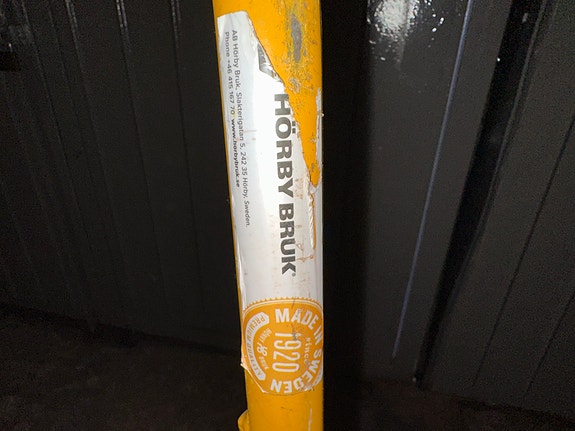 AB Hörby Bruk, Slakterigatan 5, 242 35 Hörby, Sweden
Phone +46 415 167 70 www.horbybruk.se
HÖRBY BRUK®
MADE IN SWEDEN
since
1920